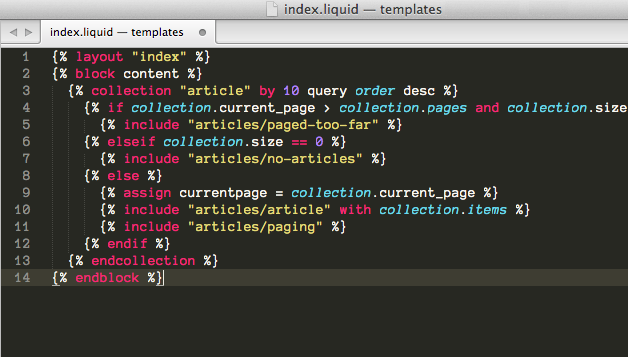 index.liquid — templates
index.liquid — templates
1 {% layout "index" %}
2 {% block content %}
3 {% collection "article" by 10 query order desc %}
4 {% if collection.current_page > collection.pages and collection.size
5 {% include "articles/paged-too-far" %}
6 {% elseif collection.size == 0 %}
7 {% include "articles/no-articles" %}
8 {% else %}
9 {% assign currentpage = collection.current_page %}
10 {% include "articles/article" with collection.items %}
11 {% include "articles/paging" %}
12 {% endif %}
13 {% endcollection %}
14 {% endblock %}